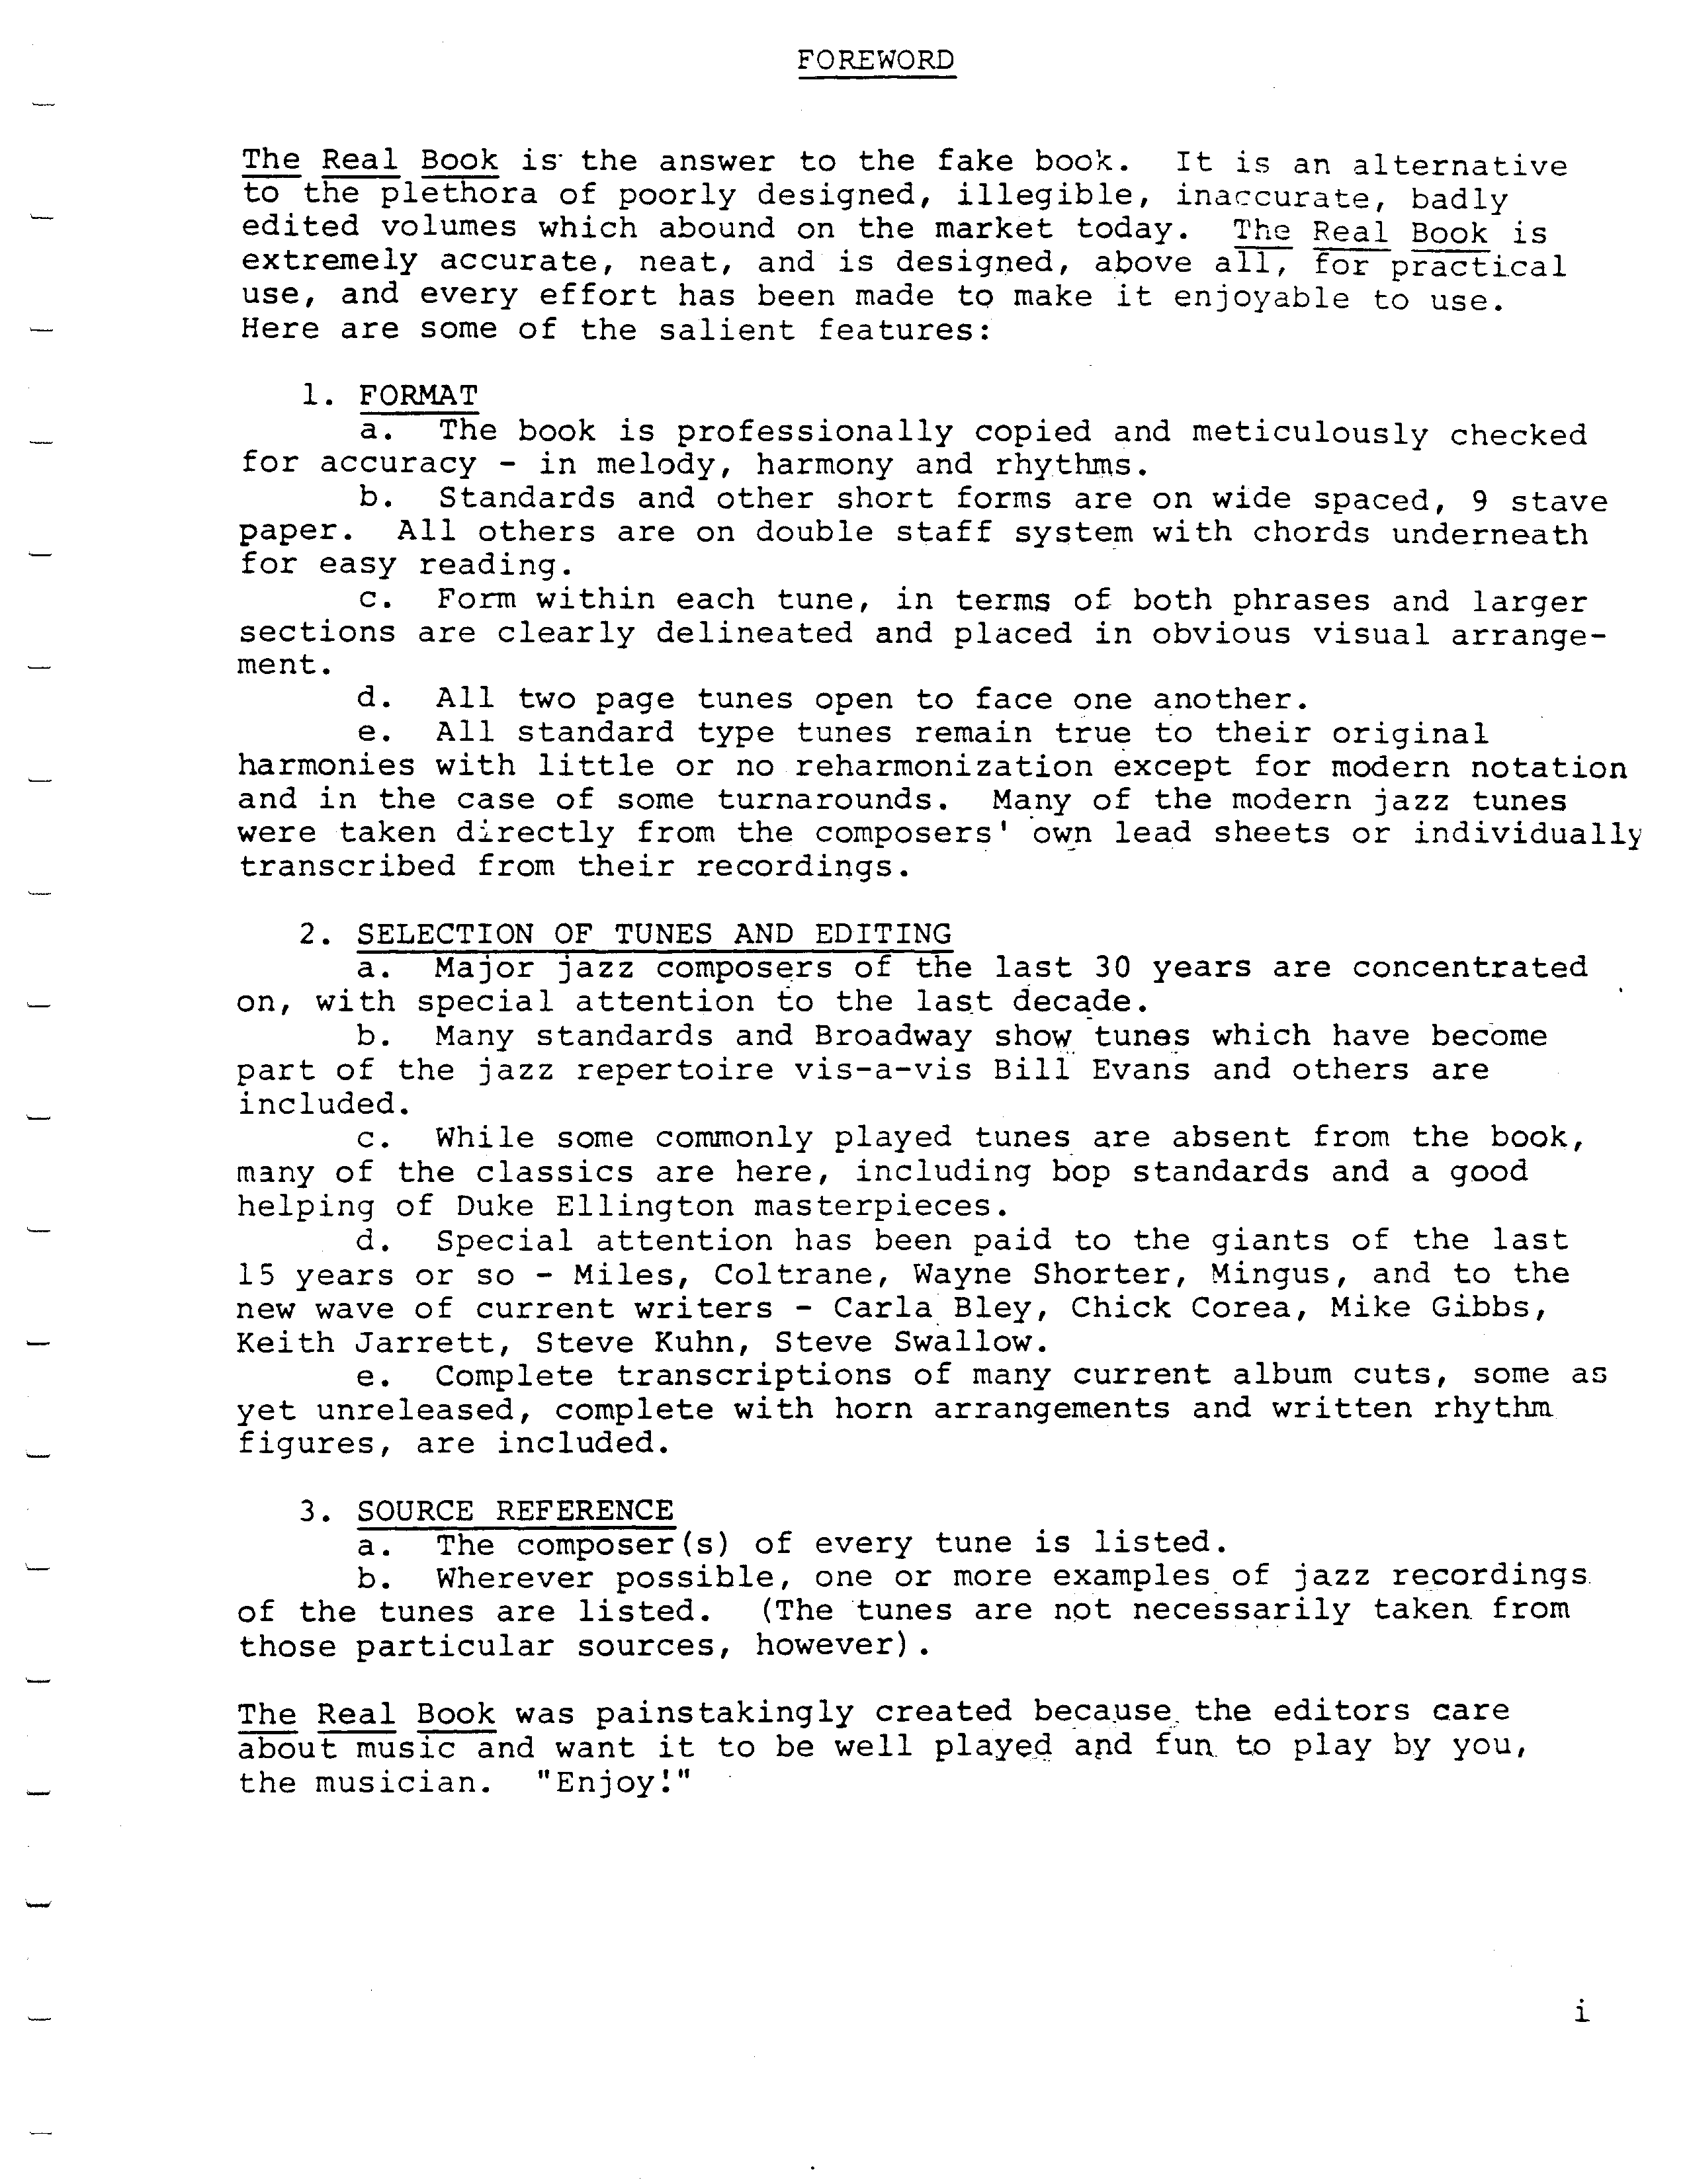 FOREWORD
The Real Book is the answer to the fake book. It is an alternative
to the plethora of poorly designed, illegible, inaccurate, badly
edited volumes which abound on the market today. The Real Book is
extremely accurate, neat, and is designed, above all, for practical
use, and every effort has been made to make it enjoyable to use.
Here are some of the salient features:
1. FORMAT
a. The book is professionally copied and meticulously checked
for accuracy - in melody, harmony and rhythms.
b. Standards and other short forms are on wide spaced, 9 stave
paper. All others are on double staff system with chords underneath
for easy reading.
c. Form within each tune, in terms of both phrases and larger
sections are clearly delineated and placed in obvious visual arrange-
ment.
d. All two page tunes open to face one another.
e. All standard type tunes remain true to their original
harmonies with little or no reharmonization except for modern notation
and in the case of some turnarounds. Many of the modern jazz tunes
were taken directly from the composers' own lead sheets or individually
transcribed from their recordings.
2. SELECTION OF TUNES AND EDITING
a. Major jazz composers of the last 30 years are concentrated
on, with special attention to the last decade.
b. Many standards and Broadway show tunes which have become
part of the jazz repertoire vis-a-vis Bill Evans and others are
included.
c. While some commonly played tunes are absent from the book,
many of the classics are here, including bop standards and a good
helping of Duke Ellington masterpieces.
d. Special attention has been paid to the giants of the last
15 years or so - Miles, Coltrane, Wayne Shorter, Mingus, and to the
new wave of current writers - Carla Bley, Chick Corea, Mike Gibbs,
Keith Jarrett, Steve Kuhn, Steve Swallow.
e. Complete transcriptions of many current album cuts, some as
yet unreleased, complete with horn arrangements and written rhythm
figures, are included.
3. SOURCE REFERENCE
a. The composer(s) of every tune is listed.
b. Wherever possible, one or more examples of jazz recordings
of the tunes are listed. (The tunes are not necessarily taken from
those particular sources, however).
The Real Book was painstakingly created because the editors care
about music and want it to be well played and fun to play by you,
the musician. "Enjoy!"
i